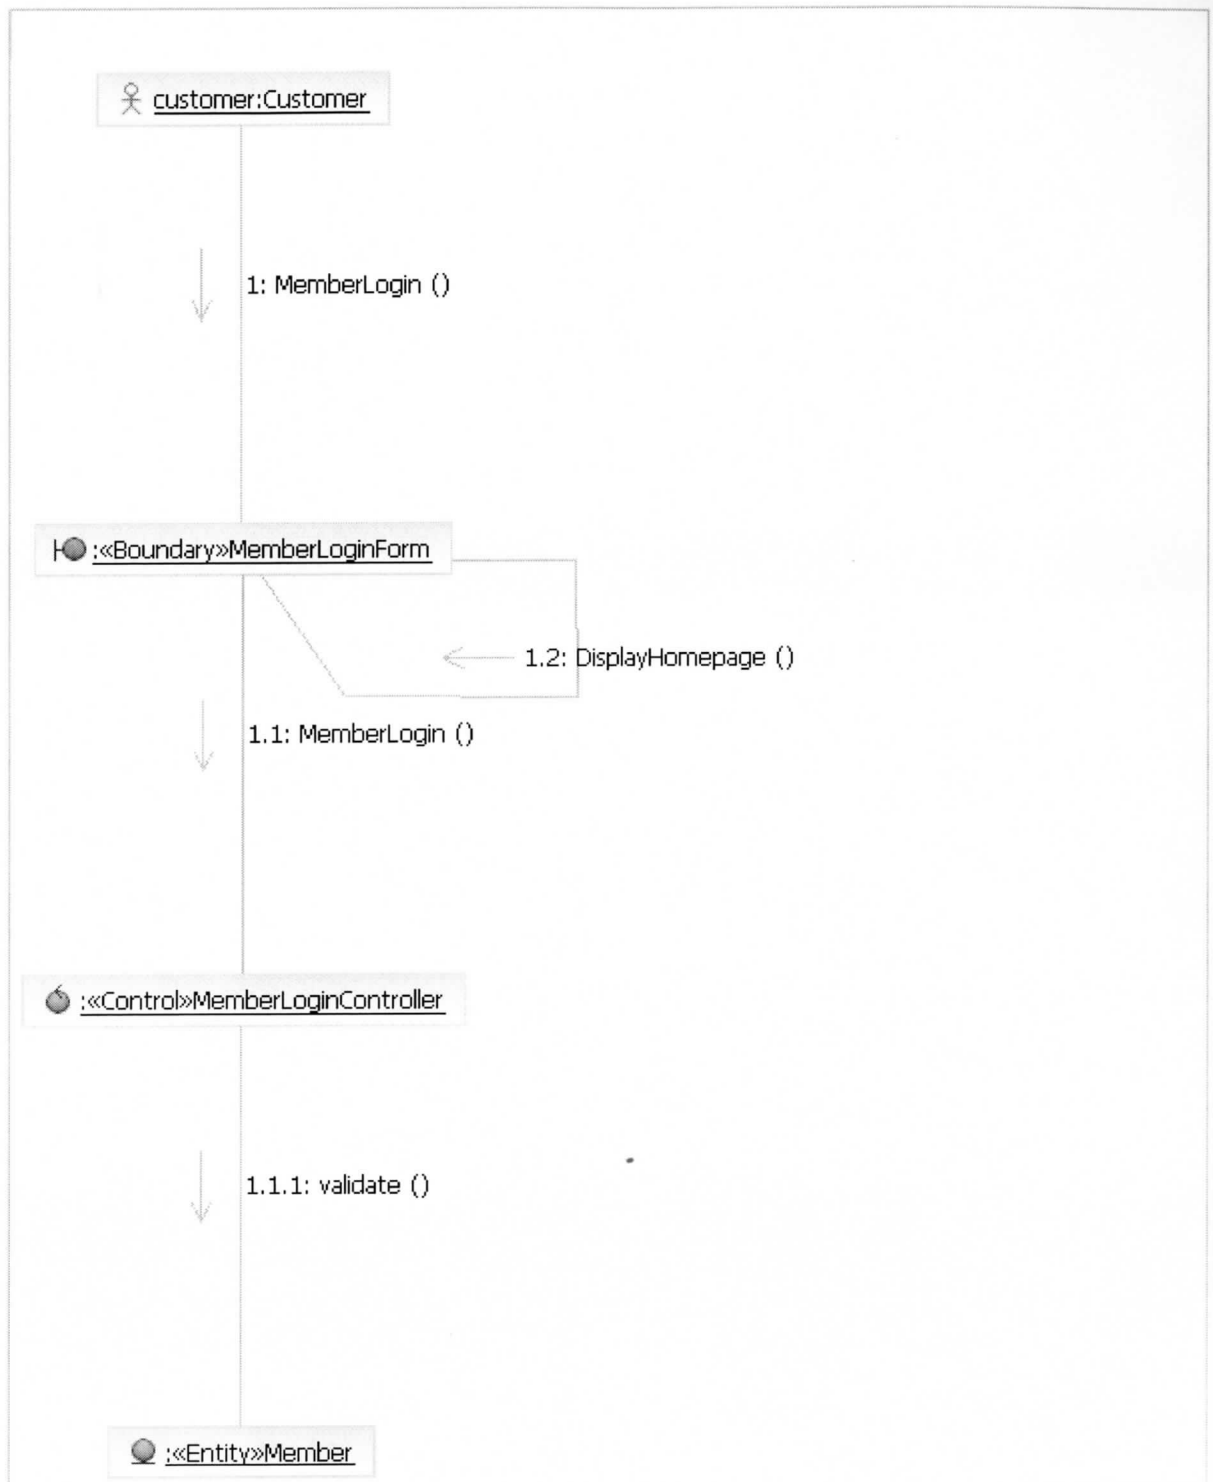 customer:Customer
1: MemberLogin ()
:«Boundary»MemberLoginForm
1.2: DisplayHomepage ()
1.1: MemberLogin ()
:«Control»MemberLoginController
1.1.1: validate ()
:«Entity»Member